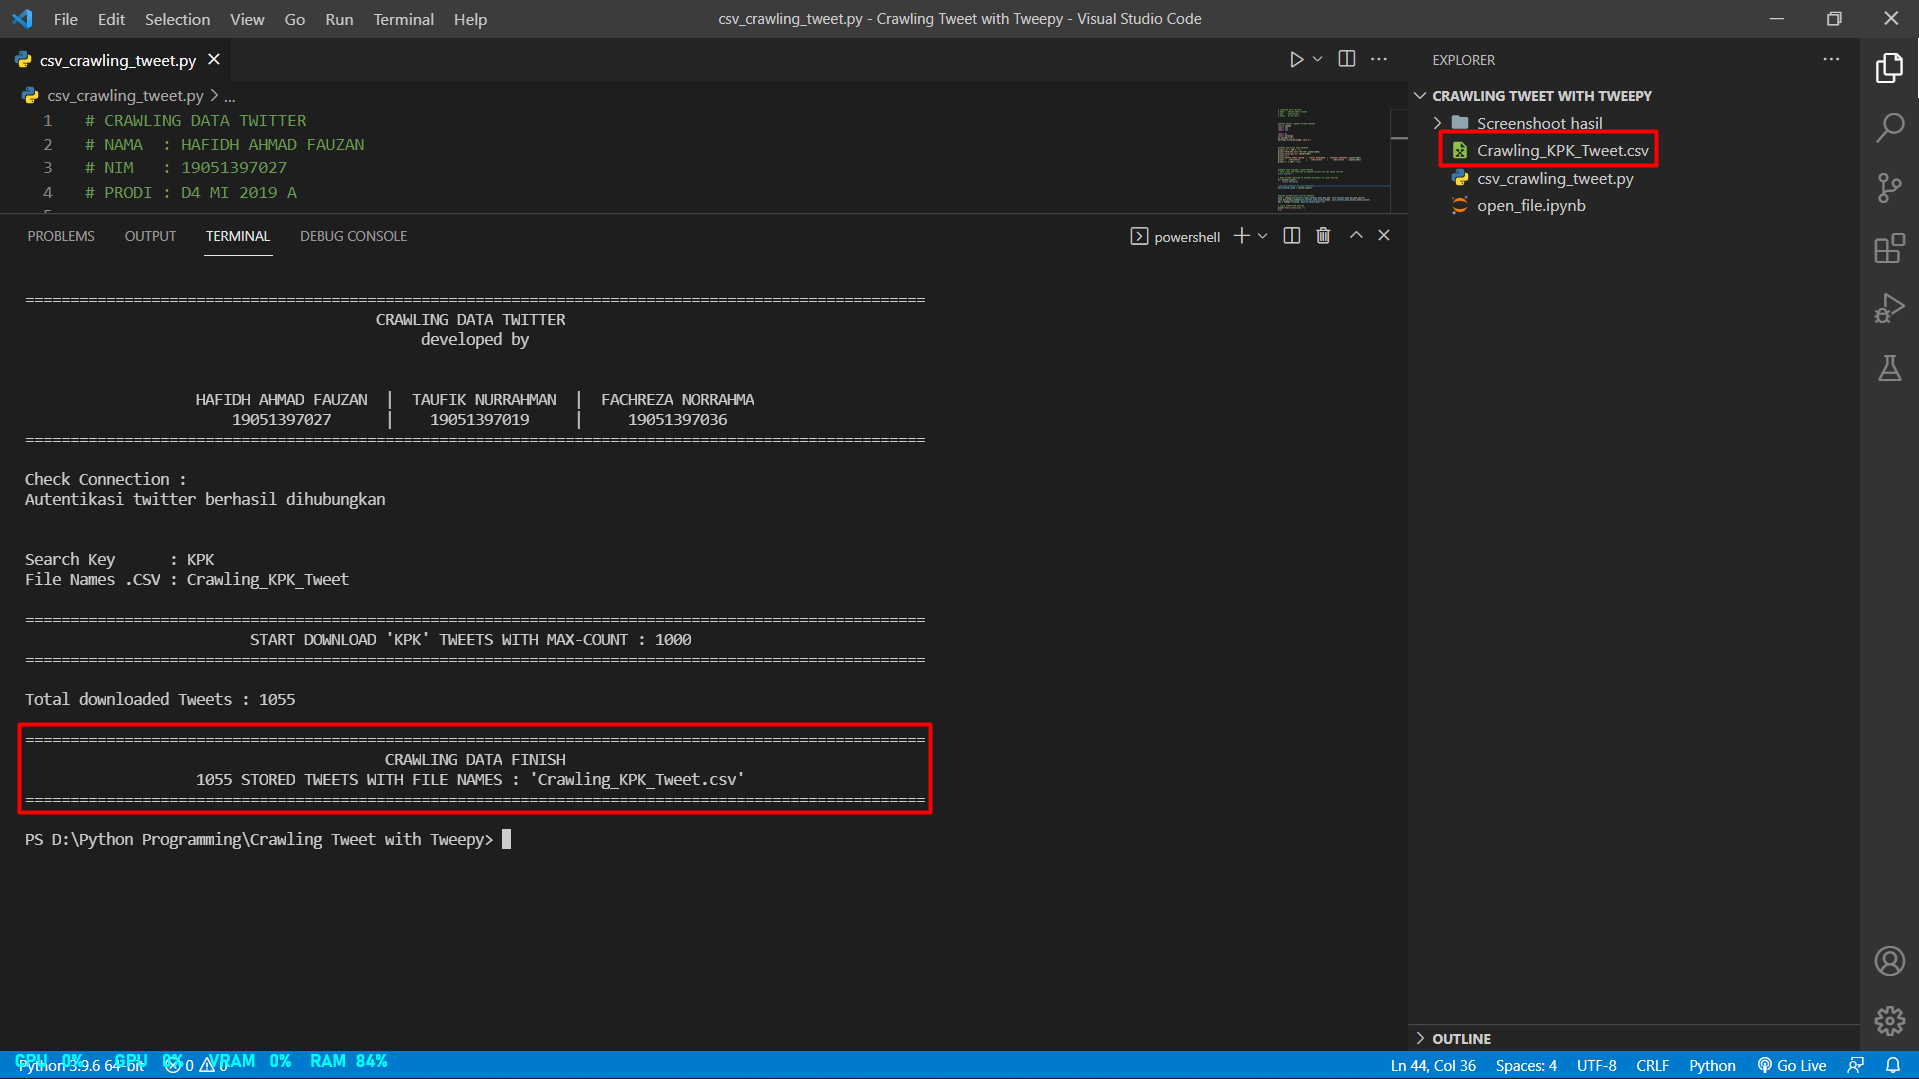 File Edit Selection View Go Run Terminal Help
csv_crawling_tweet.py - Crawling Tweet with Tweepy - Visual Studio Code
csv_crawling_tweet.py
csv_crawling_tweet.py > ...
1 # CRAWLING DATA TWITTER
2 # NAMA : HAFIDH AHMAD FAUZAN
3 # NIM : 19051397027
4 # PRODI : D4 MI 2019 A
PROBLEMS OUTPUT TERMINAL DEBUG CONSOLE
powershell
====================================================================================================
CRAWLING DATA TWITTER
developed by
HAFIDH AHMAD FAUZAN | TAUFIK NURRAHMAN | FACHREZA NORRAHMA
19051397027 | 19051397019 | 19051397036
====================================================================================================
Check Connection :
Autentikasi twitter berhasil dihubungkan
Search Key : KPK
File Names .CSV : Crawling_KPK_Tweet
====================================================================================================
START DOWNLOAD 'KPK' TWEETS WITH MAX-COUNT : 1000
====================================================================================================
Total downloaded Tweets : 1055
====================================================================================================
CRAWLING DATA FINISH
1055 STORED TWEETS WITH FILE NAMES : 'Crawling_KPK_Tweet.csv'
====================================================================================================
PS D:\Python Programming\Crawling Tweet with Tweepy>
EXPLORER
CRAWLING TWEET WITH TWEEPY
Screenshoot hasil
Crawling_KPK_Tweet.csv
csv_crawling_tweet.py
open_file.ipynb
OUTLINE
GPU 0% CPU 0% VRAM 0% RAM 84%
Python 3.9.6 64-bit 0 0
Ln 44, Col 36 Spaces: 4 UTF-8 CRLF Python Go Live